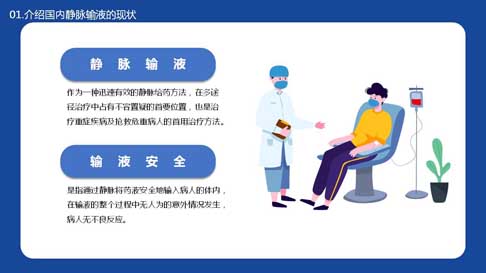 01.介绍国内静脉输液的现状
静 脉 输 液
作为一种迅速有效的静脉给药方法，在多途
径治疗中占有不容置疑的首要位置，也是治
疗重症疾病及抢救危重病人的首用治疗方法。
输 液 安 全
是指通过静脉将药液安全地输入病人的体内，
在输液的整个过程中无人为的意外情况发生，
病人无不良反应。